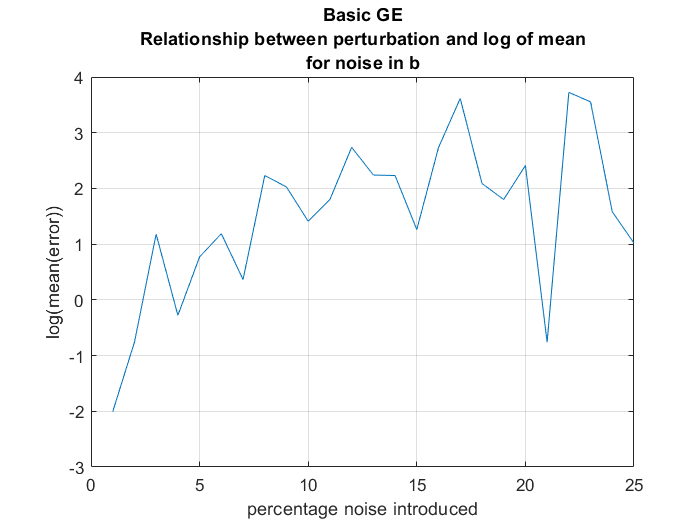 Basic GE
Relationship between perturbation and log of mean
for noise in b
4
3
2
1
0
-1
-2
-3
log(mean(error))
0 5 10 15 20 25
percentage noise introduced